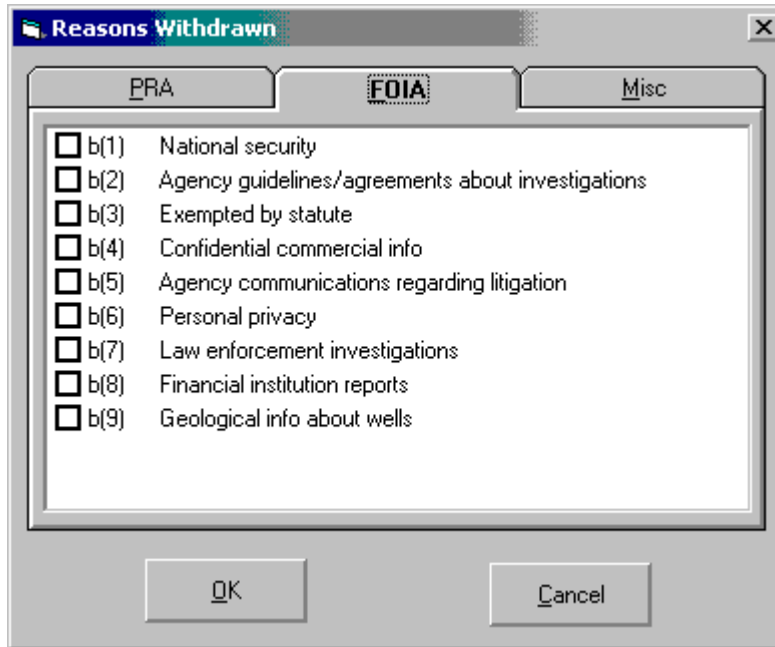 Reasons Withdrawn
PRA FOIA Misc
b(1) National security
b(2) Agency guidelines/agreements about investigations
b(3) Exempted by statute
b(4) Confidential commercial info
b(5) Agency communications regarding litigation
b(6) Personal privacy
b(7) Law enforcement investigations
b(8) Financial institution reports
b(9) Geological info about wells
OK Cancel